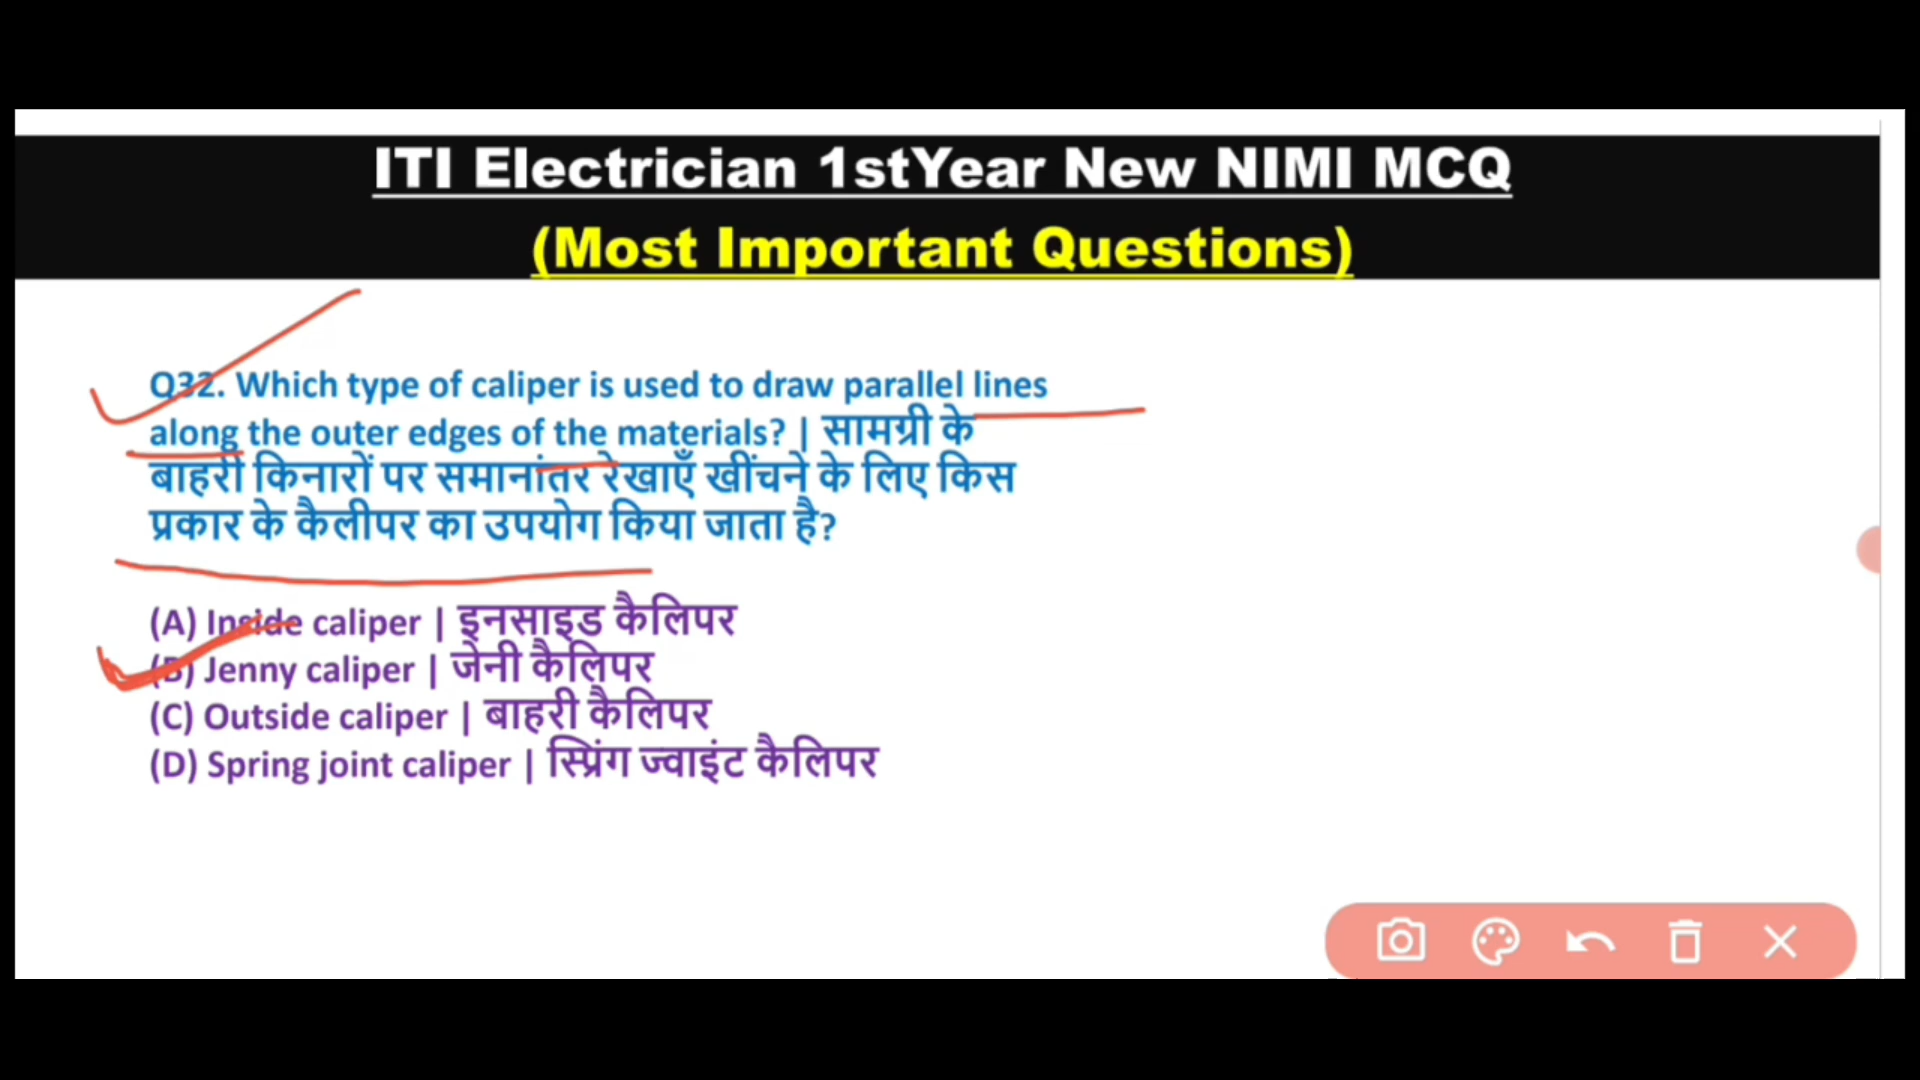 ITI Electrician 1stYear New NIMI MCQ
(Most Important Questions)
Q32. Which type of caliper is used to draw parallel lines
along the outer edges of the materials? | सामग्री के
बाहरी किनारों पर समानांतर रेखाएँ खींचने के लिए किस
प्रकार के कैलीपर का उपयोग किया जाता है?
(A) Inside caliper | इनसाइड कैलिपर
(B) Jenny caliper | जेनी कैलिपर
(C) Outside caliper | बाहरी कैलिपर
(D) Spring joint caliper | स्प्रिंग ज्वाइंट कैलिपर